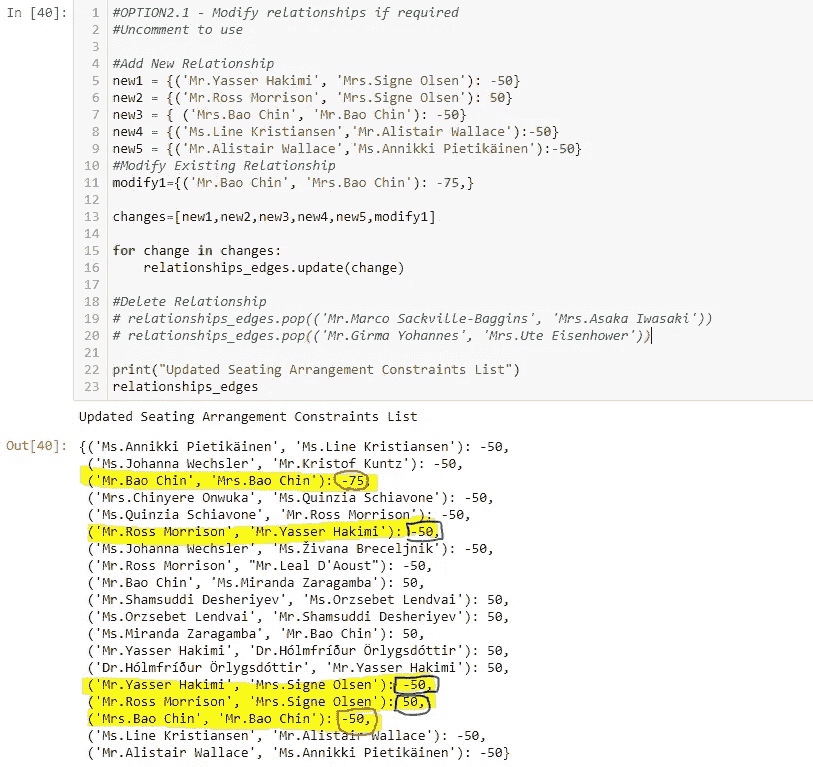 In [40]:
1 #OPTION2.1 - Modify relationships if required
2 #Uncomment to use
3
4 #Add New Relationship
5 new1 = {('Mr.Yasser Hakimi', 'Mrs.Signe Olsen'): -50}
6 new2 = {('Mr.Ross Morrison', 'Mrs.Signe Olsen'): 50}
7 new3 = { ('Mrs.Bao Chin', 'Mr.Bao Chin'): -50}
8 new4 = {('Ms.Line Kristiansen','Mr.Alistair Wallace'):-50}
9 new5 = {('Mr.Alistair Wallace','Ms.Annikki Pietikäinen'):-50}
10 #Modify Existing Relationship
11 modify1={('Mr.Bao Chin', 'Mrs.Bao Chin'): -75,}
12
13 changes=[new1,new2,new3,new4,new5,modify1]
14
15 for change in changes:
16     relationships_edges.update(change)
17
18 #Delete Relationship
19 # relationships_edges.pop(('Mr.Marco Sackville-Baggins', 'Mrs.Asaka Iwasaki'))
20 # relationships_edges.pop(('Mr.Girma Yohannes', 'Mrs.Ute Eisenhower'))
21
22 print("Updated Seating Arrangement Constraints List")
23 relationships_edges
Updated Seating Arrangement Constraints List
Out[40]: {('Ms.Annikki Pietikäinen', 'Ms.Line Kristiansen'): -50,
('Ms.Johanna Wechsler', 'Mr.Kristof Kuntz'): -50,
('Mr.Bao Chin', 'Mrs.Bao Chin'): -75,
('Mrs.Chinyere Onwuka', 'Ms.Quinzia Schiavone'): -50,
('Ms.Quinzia Schiavone', 'Mr.Ross Morrison'): -50,
('Mr.Ross Morrison', 'Mr.Yasser Hakimi'): -50,
('Ms.Johanna Wechsler', 'Ms.Živana Breceljnik'): -50,
('Mr.Ross Morrison', "Mr.Leal D'Aoust"): -50,
('Mr.Bao Chin', 'Ms.Miranda Zaragamba'): 50,
('Mr.Shamsuddi Desheriyev', 'Ms.Orzsebet Lendvai'): 50,
('Ms.Orzsebet Lendvai', 'Mr.Shamsuddi Desheriyev'): 50,
('Ms.Miranda Zaragamba', 'Mr.Bao Chin'): 50,
('Mr.Yasser Hakimi', 'Dr.Hólmfríður Örlygsdóttir'): 50,
('Dr.Hólmfríður Örlygsdóttir', 'Mr.Yasser Hakimi'): 50,
('Mr.Yasser Hakimi', 'Mrs.Signe Olsen'): -50,
('Mr.Ross Morrison', 'Mrs.Signe Olsen'): 50,
('Mrs.Bao Chin', 'Mr.Bao Chin'): -50,
('Ms.Line Kristiansen', 'Mr.Alistair Wallace'): -50,
('Mr.Alistair Wallace', 'Ms.Annikki Pietikäinen'): -50}